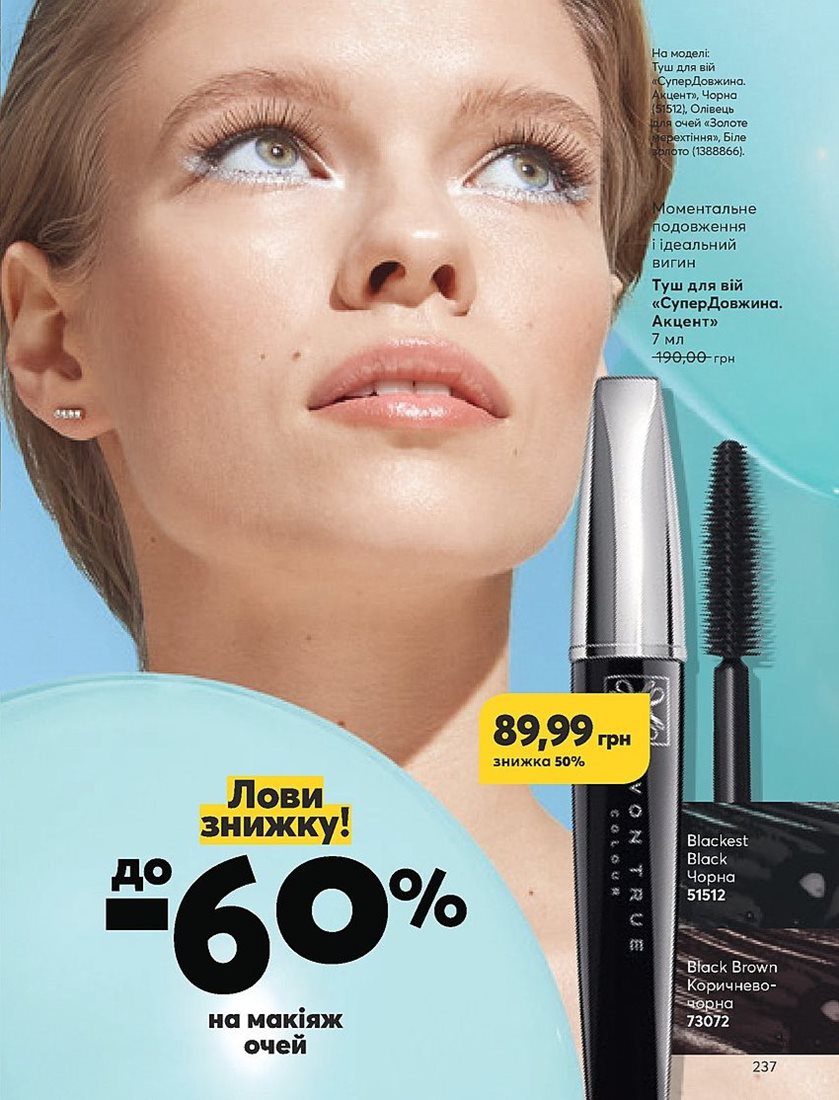 На моделі:
Туш для вій
«СуперДовжина.
Акцент», Чорна
(51512), Олівець
для очей «Золоте
мерехтіння», Біле
золото (1388866).
Моментальне
подовження
і ідеальний
вигин
Туш для вій
«СуперДовжина.
Акцент»
7 мл
190,00 грн
89,99 грн
знижка 50%
VON TRUE
COLOUR
Лови
знижку!
до
-60%
на макіяж
очей
Blackest
Black
Чорна
51512
Black Brown
Коричнево-
чорна
73072
237